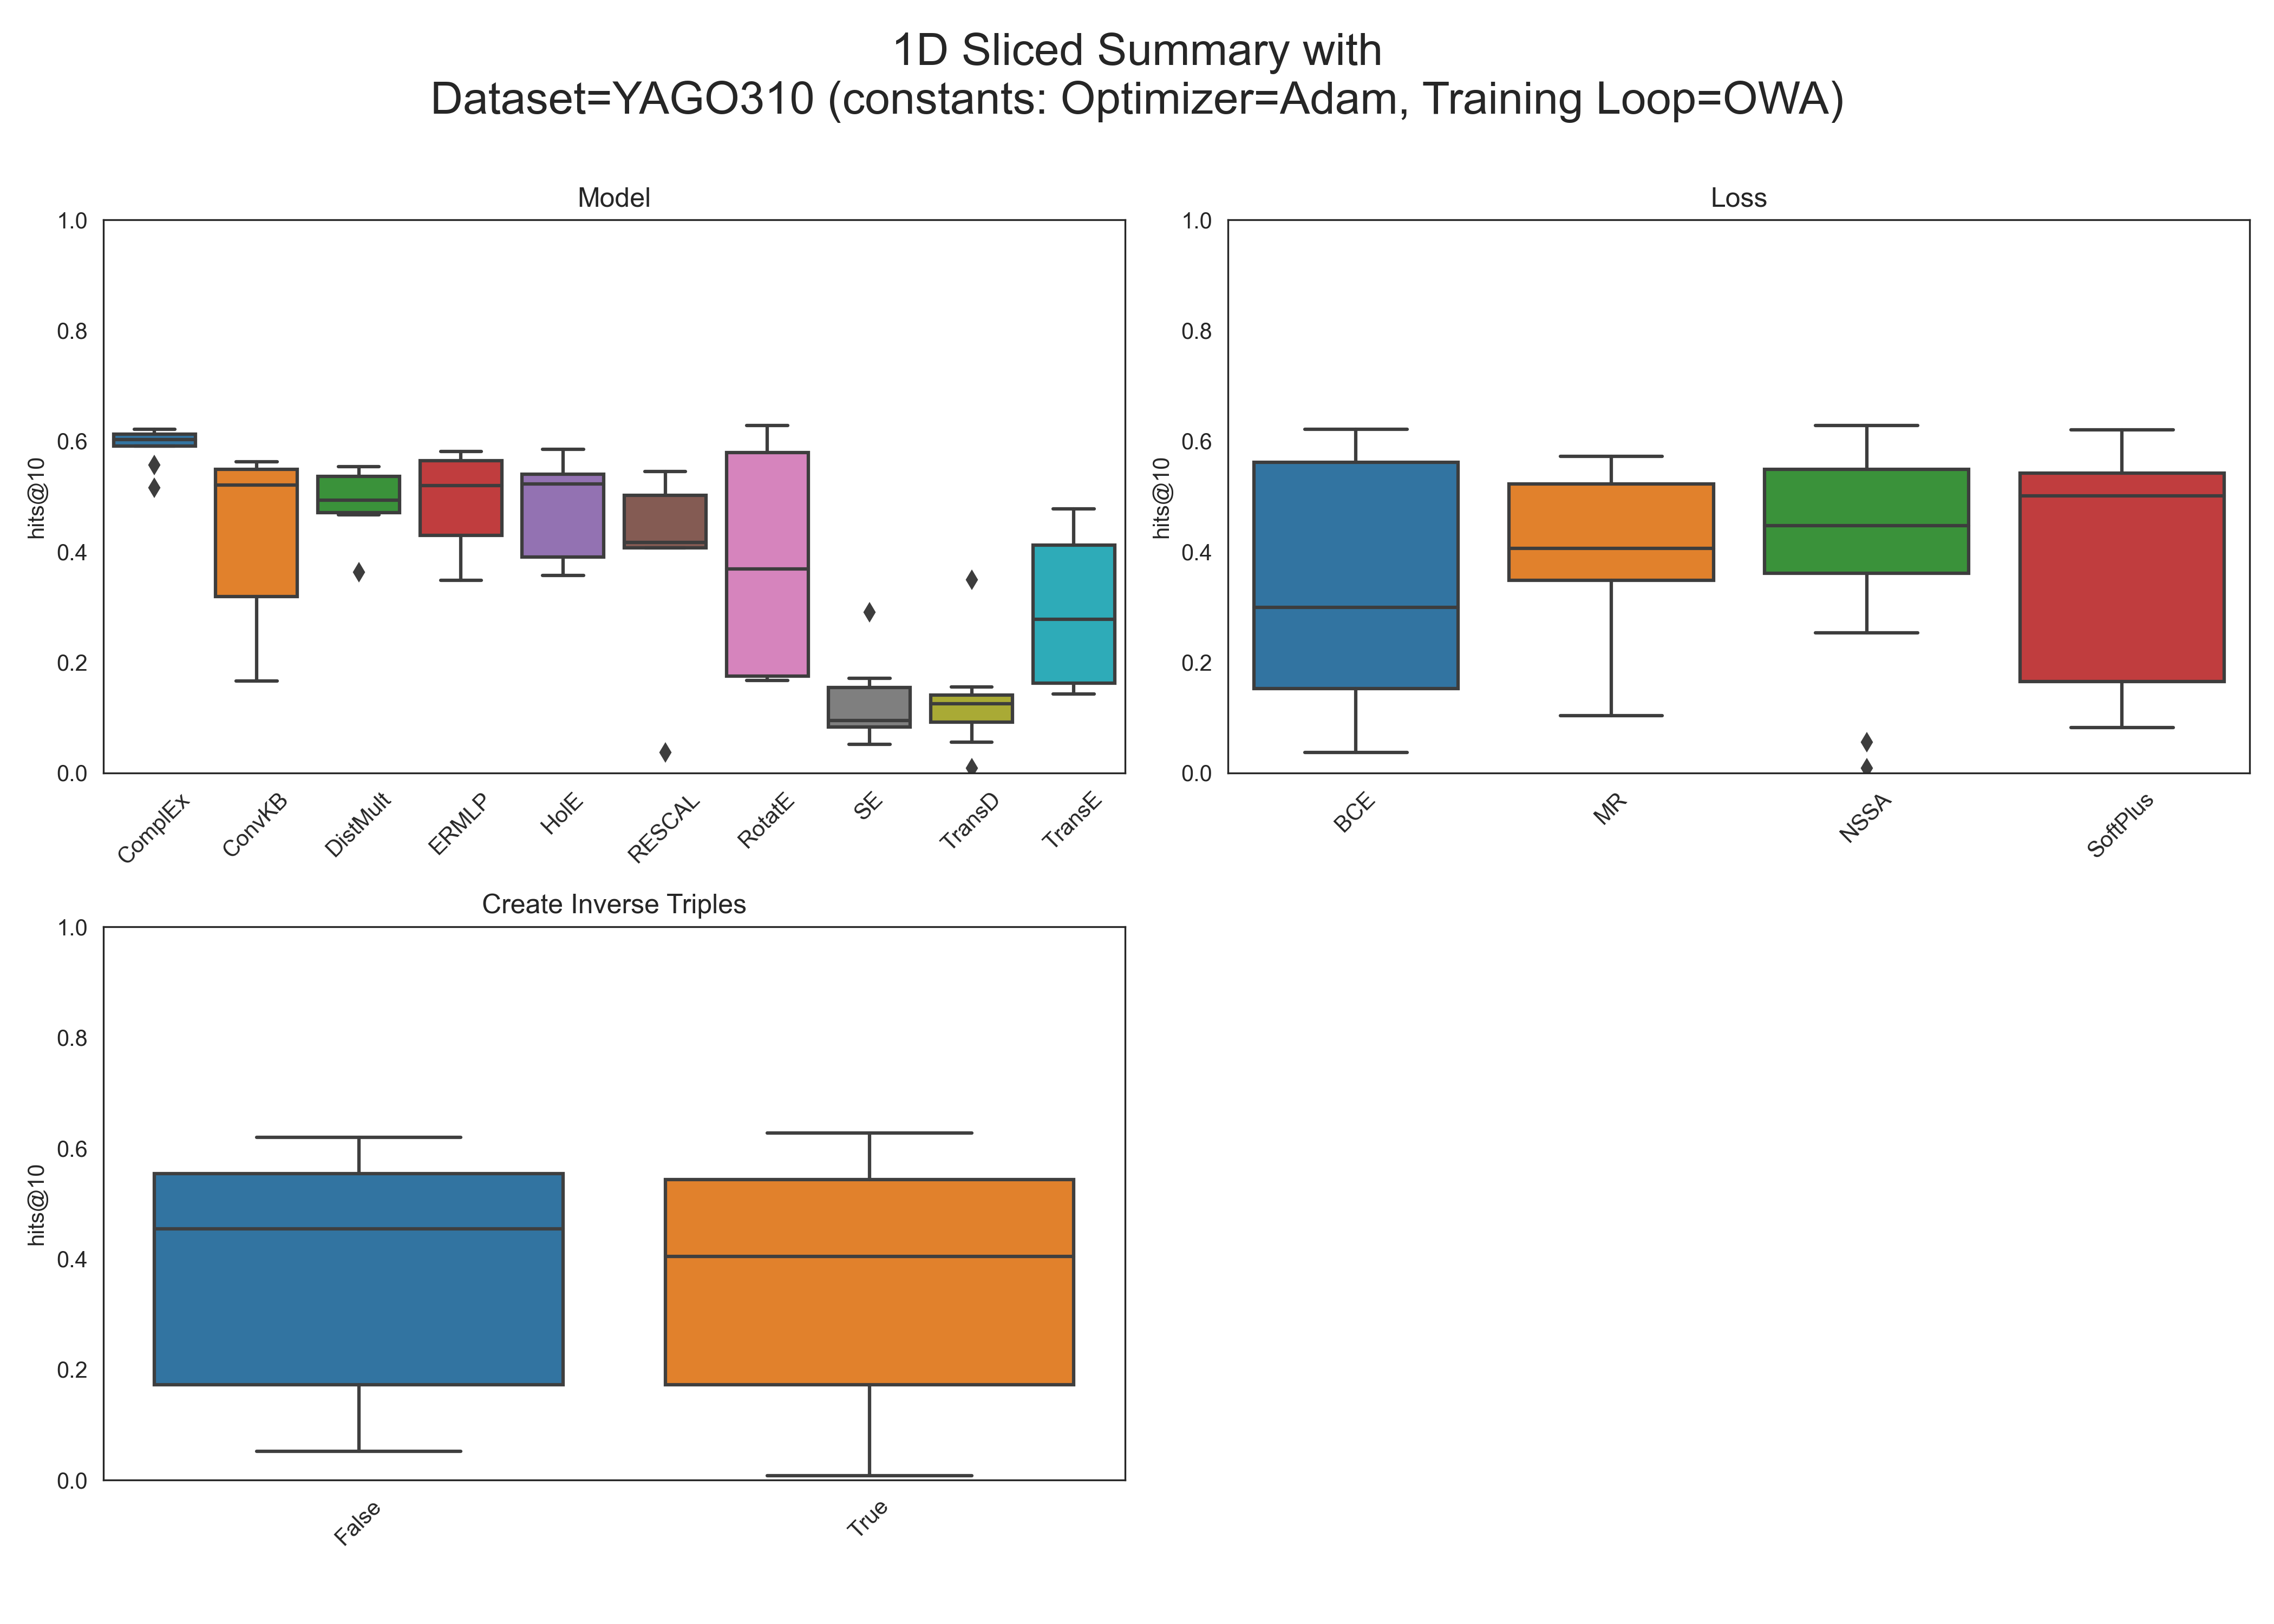 1D Sliced Summary with
Dataset=YAGO310 (constants: Optimizer=Adam, Training Loop=OWA)
Model
1.0
0.8
0.6
0.4
0.2
0.0
hits@10
ComplEx
ConvKB
DistMult
ERMLP
HolE
RESCAL
RotatE
SE
TransD
TransE
Loss
1.0
0.8
0.6
0.4
0.2
0.0
hits@10
BCE
MR
NSSA
SoftPlus
Create Inverse Triples
1.0
0.8
0.6
0.4
0.2
0.0
hits@10
False
True